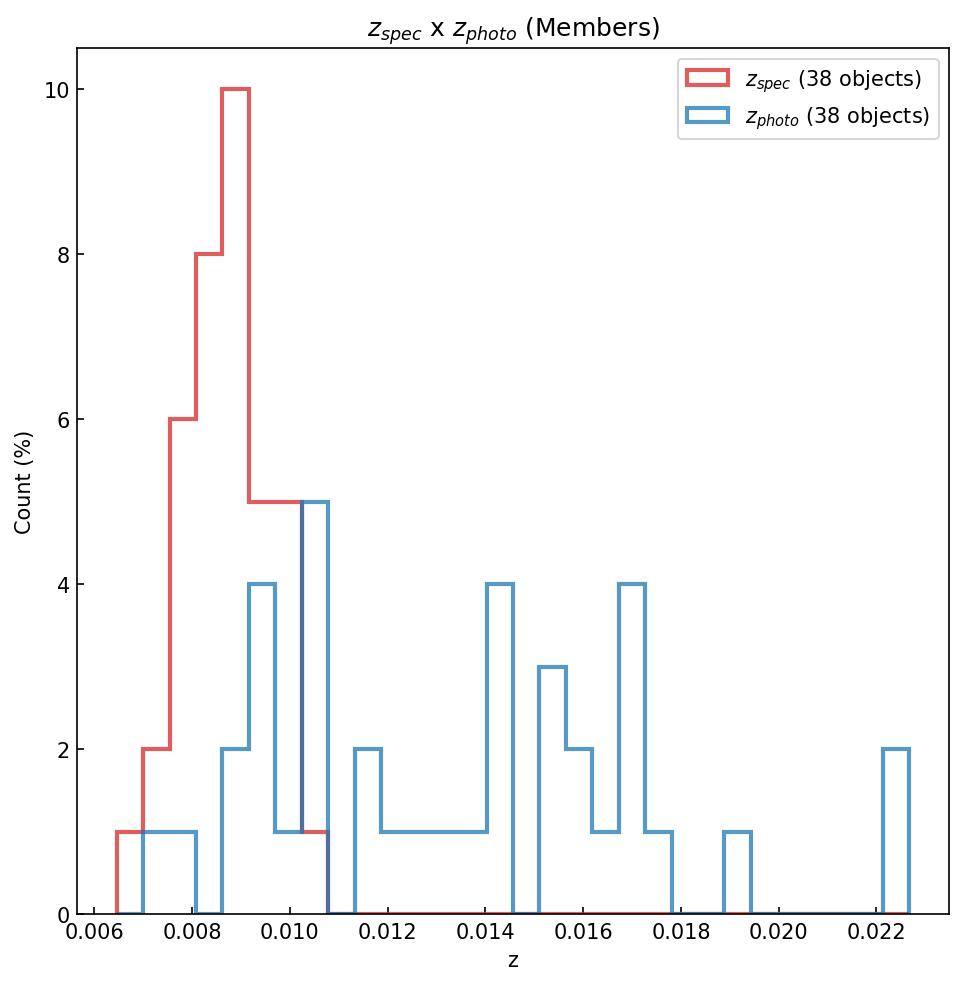 z_spec x z_photo (Members)
z_spec (38 objects)
z_photo (38 objects)
10
8
6
4
2
0
Count (%)
0.006 0.008 0.010 0.012 0.014 0.016 0.018 0.020 0.022
z